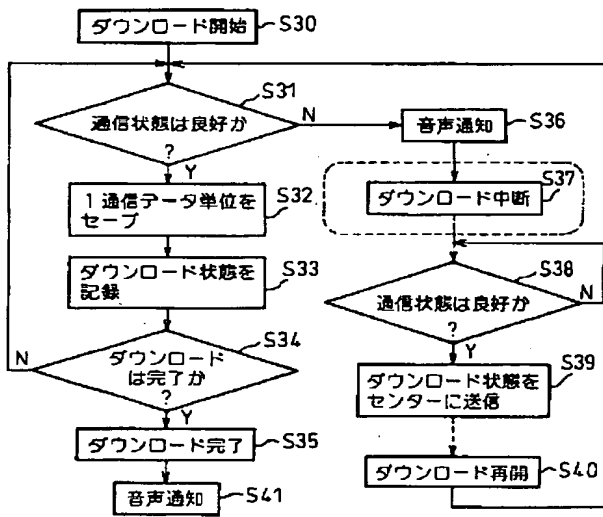 ダウンロード開始
S30
S31
通信状態は良好か
?
N
Y
1通信データ単位を
セーブ
S32
ダウンロード状態を
記録
S33
S34
ダウンロード
は完了か
?
N
Y
ダウンロード完了
S35
音声通知
S41
音声通知
S36
S37
ダウンロード中断
S38
通信状態は良好か
?
N
Y
ダウンロード状態を
センターに送信
S39
ダウンロード再開
S40